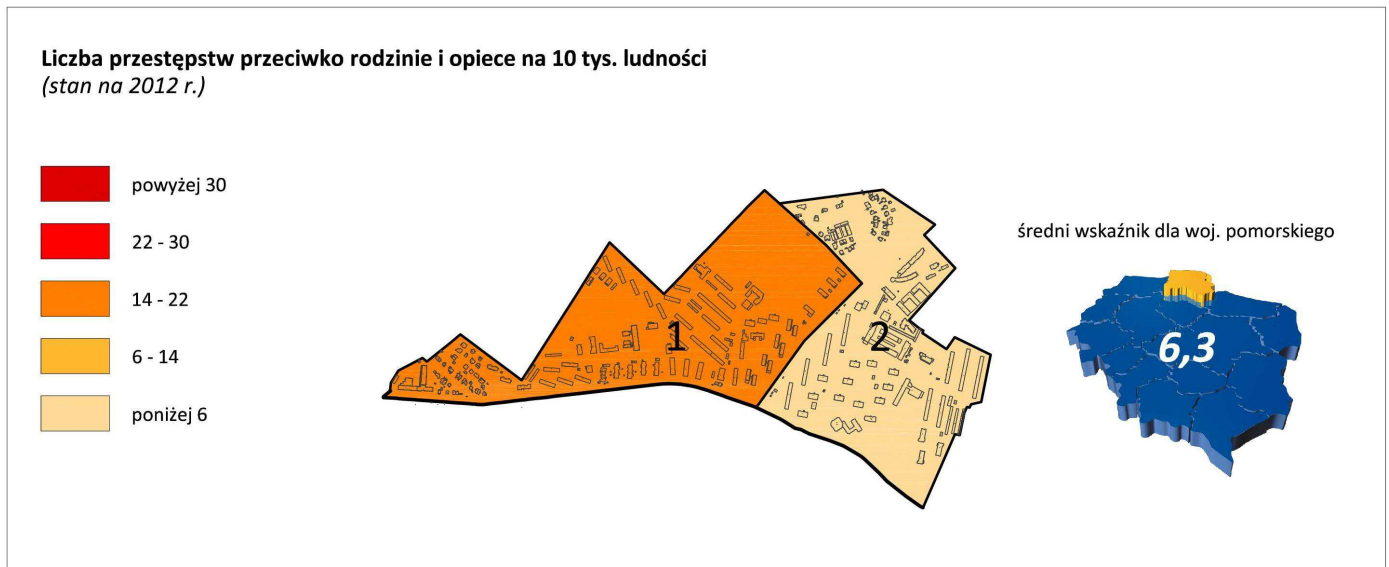 Liczba przestępstw przeciwko rodzinie i opiece na 10 tys. ludności
(stan na 2012 r.)
powyżej 30
22 - 30
14 - 22
6 - 14
poniżej 6
1
2
średni wskaźnik dla woj. pomorskiego
6,3